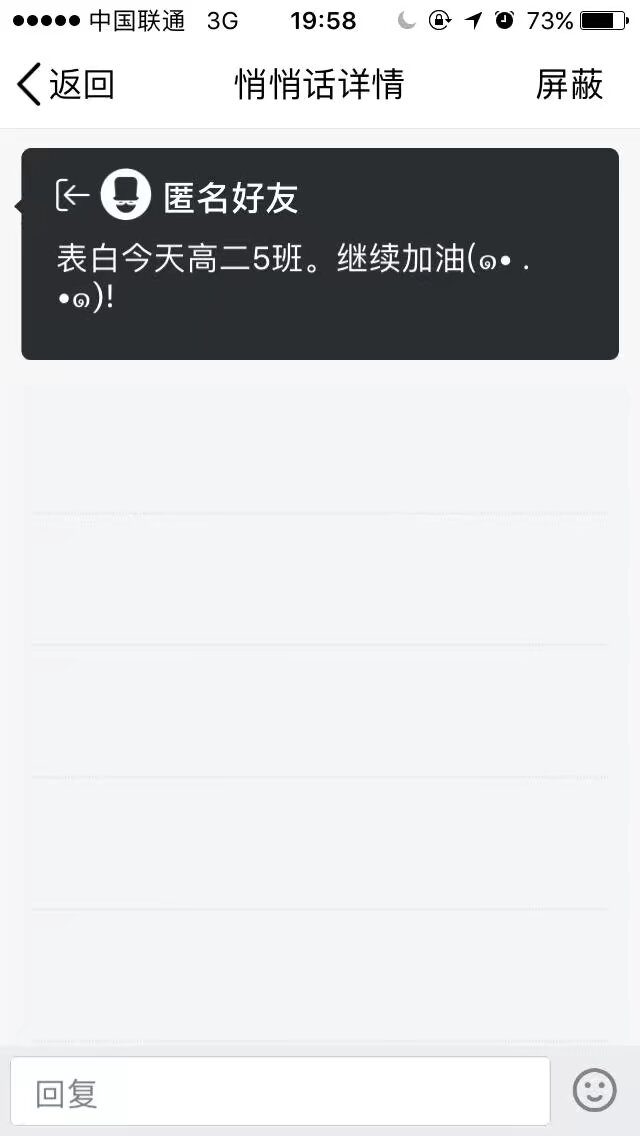 中国联通 3G 19:58 73%
返回 悄悄话详情 屏蔽
匿名好友
表白今天高二5班。继续加油(๑• .
•๑)!
回复